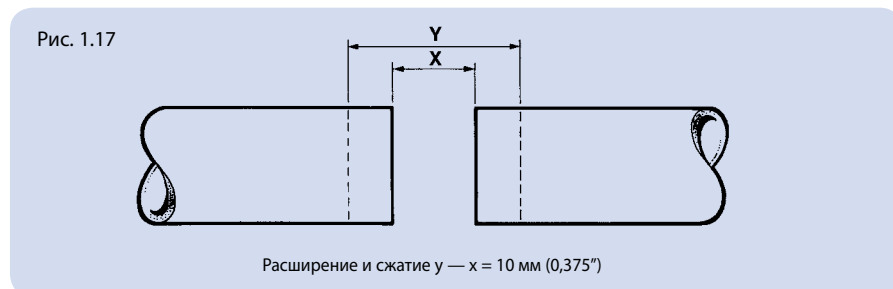 Рис. 1.17
Y
X
Расширение и сжатие y — x = 10 мм (0,375”)